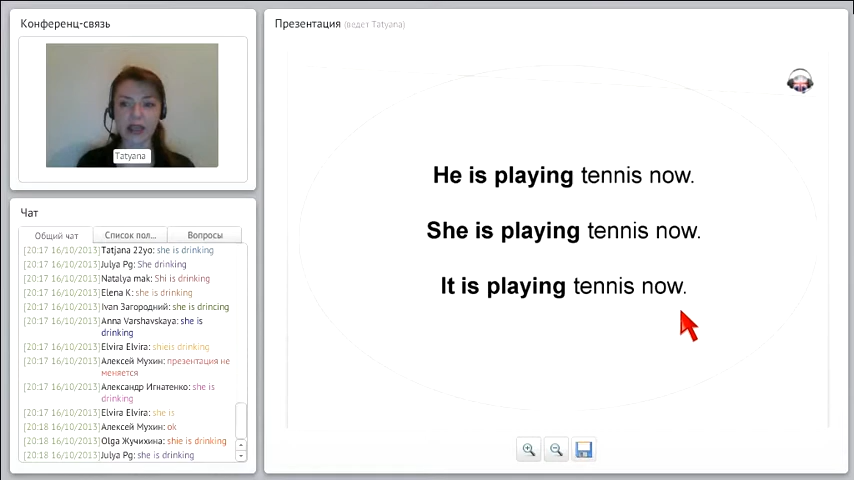 Конференц-связь
Tatyana
Чат
Общий чат
Список пол...
Вопросы
[20:17 16/10/2013]Tatjana 22yo: she is drinking
[20:17 16/10/2013]Julya Pg: She drinking
[20:17 16/10/2013]Natalya mak: Shi is drinking
[20:17 16/10/2013]Elena K: she is drinking
[20:17 16/10/2013]Ivan Загородний: she is drincing
[20:17 16/10/2013]Anna Varshavskaya: she is
drinking
[20:17 16/10/2013]Elvira Elvira: shieis drinking
[20:17 16/10/2013]Алексей Мухин: презентация не
меняется
[20:17 16/10/2013]Александр Игнатенко: she is
drinking
[20:17 16/10/2013]Elvira Elvira: she is
[20:18 16/10/2013]Алексей Мухин: ok
[20:18 16/10/2013]Olga Жучихина: shie is drinking
[20:18 16/10/2013]Julya Pg: she is drinking
Презентация (ведет Tatyana)
He is playing tennis now.
She is playing tennis now.
It is playing tennis now.